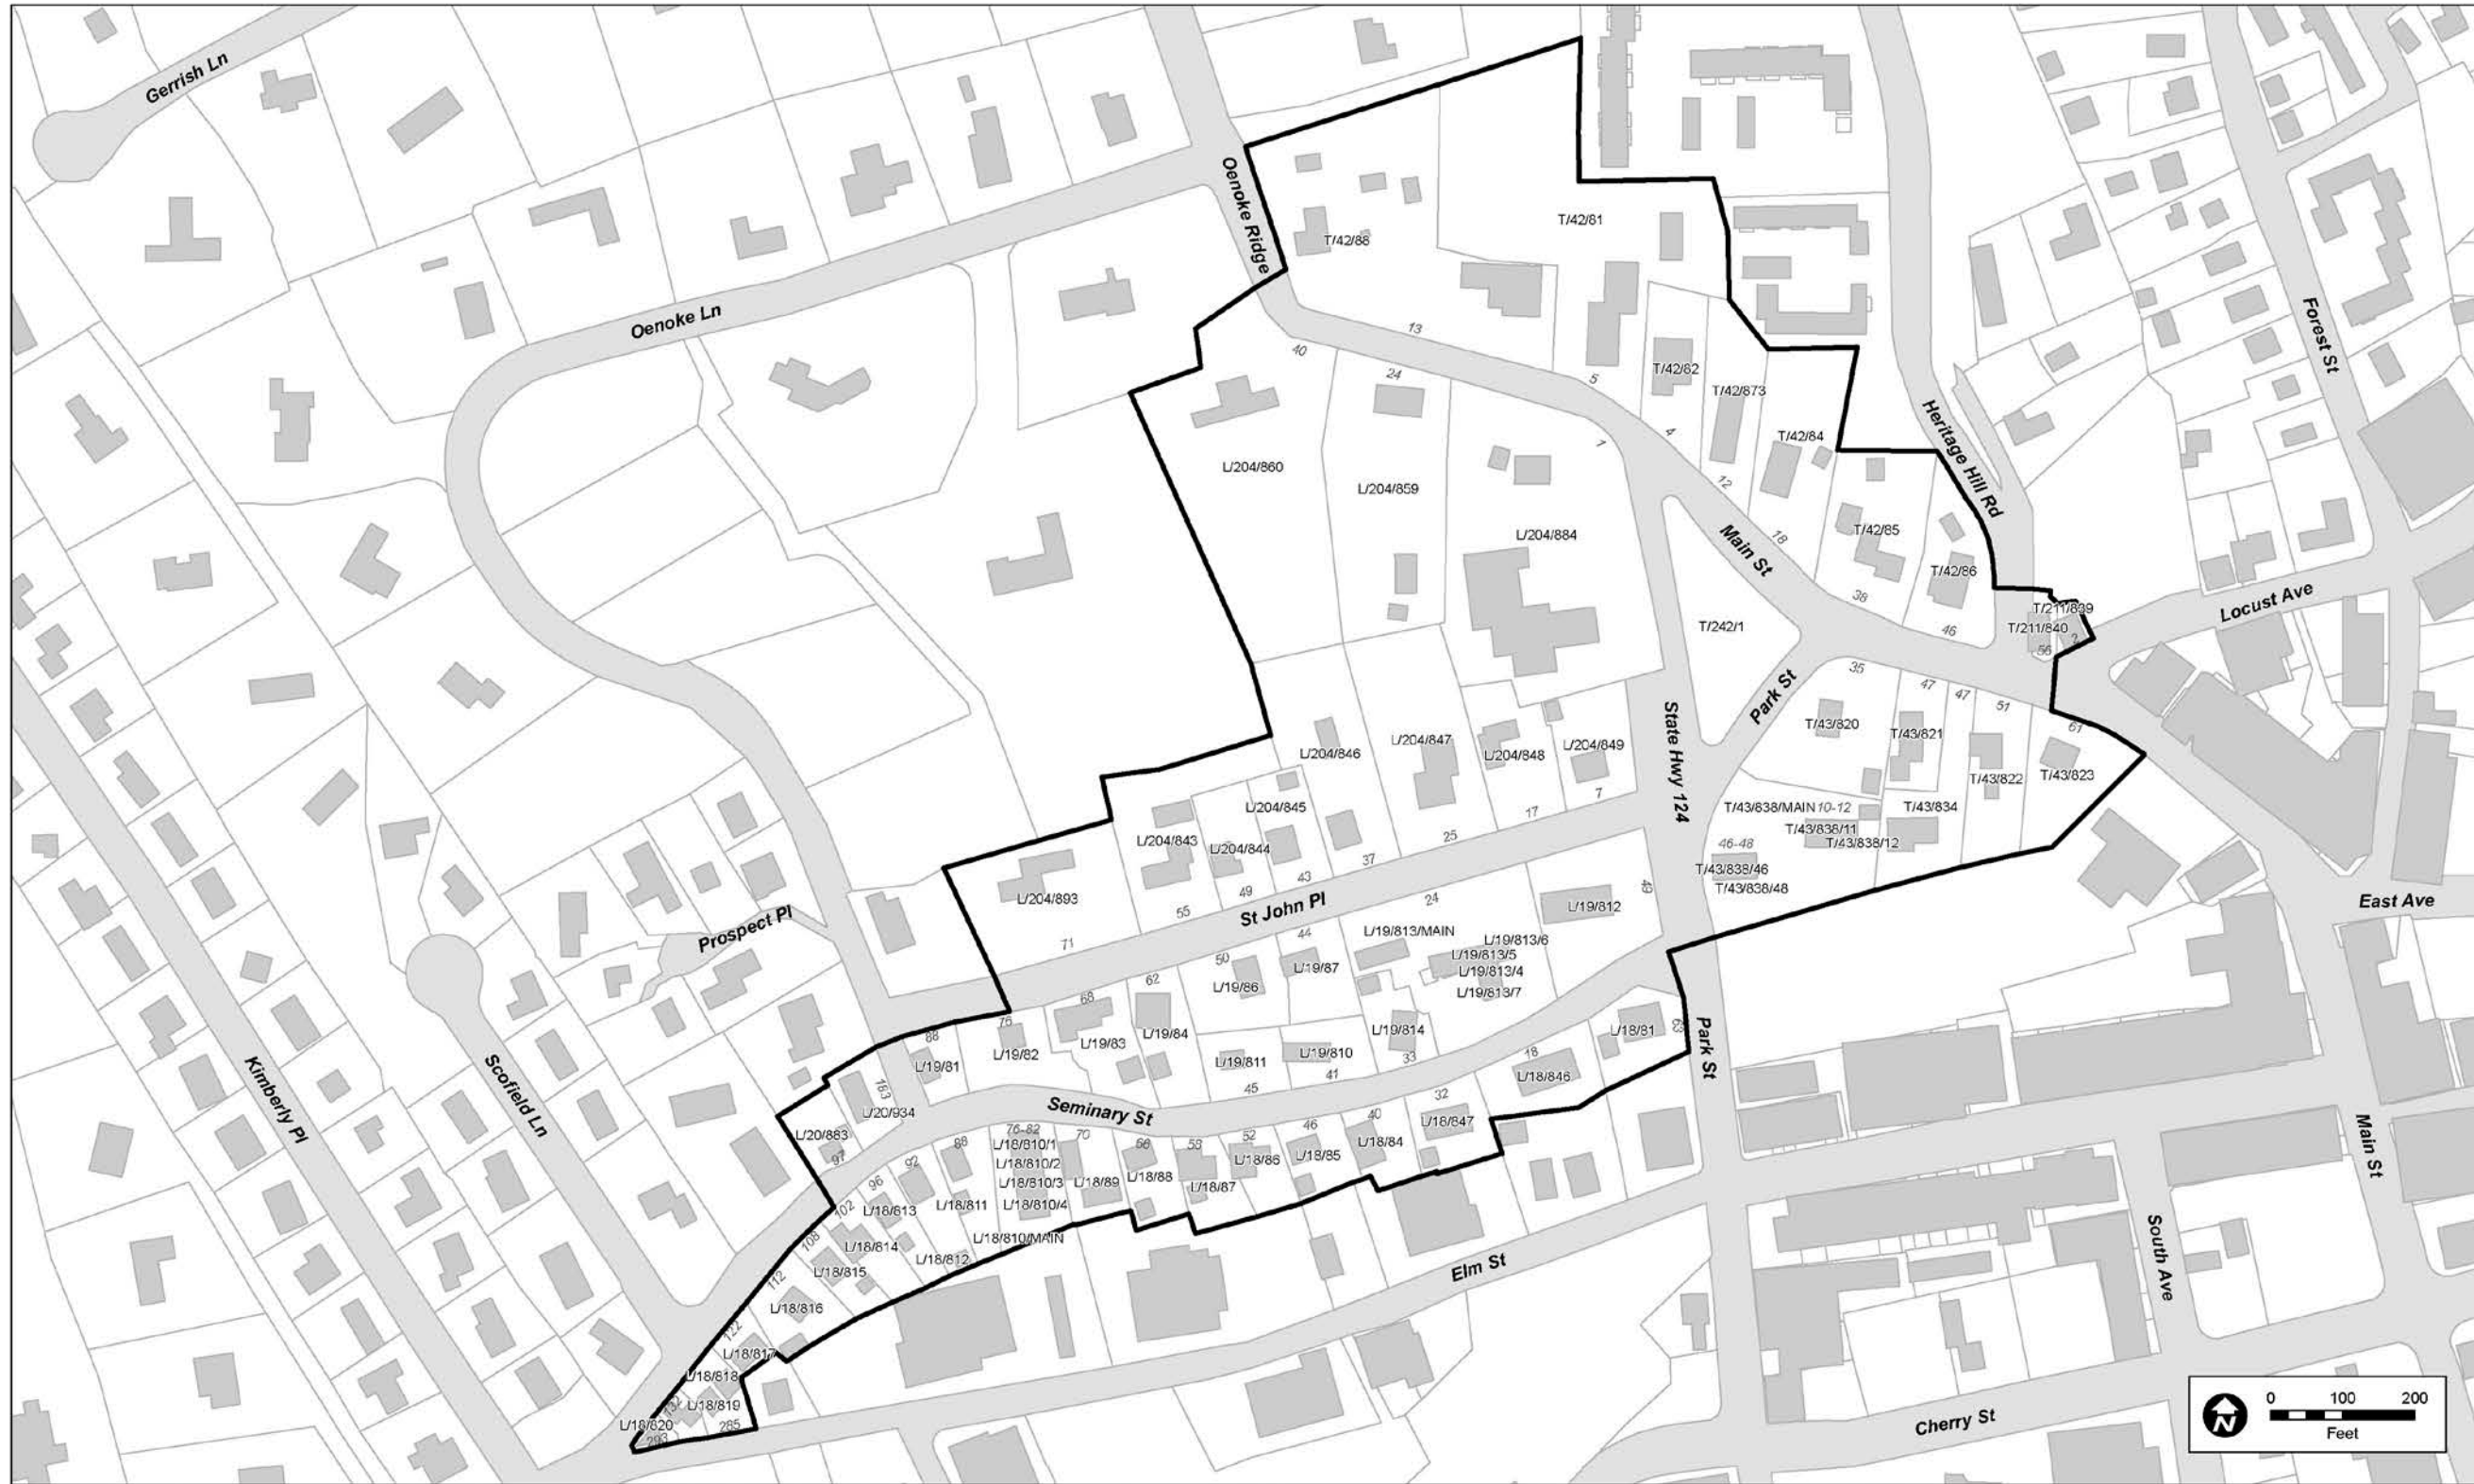 Gerrish Ln
Oenoke Ridge
T/42/88
T/42/81
Oenoke Ln
13
40
24
5
T/42/82
T/42/873
4
1
T/42/84
12
18
Forest St
Heritage Hill Rd
L/204/860
L/204/859
L/204/884
Main St
T/42/85
T/42/86
38
46
T/242/1
T/211/839
T/211/840
2
56
Locust Ave
35
47
47
51
61
Park St
T/43/820
T/43/821
T/43/822
T/43/823
State Hwy 124
L/204/846
L/204/847
L/204/848
L/204/849
7
17
25
37
43
49
55
71
L/204/845
L/204/843
L/204/844
L/204/893
T/43/838/MAIN
10-12
T/43/834
T/43/838/11
T/43/838/12
46-48
T/43/838/46
T/43/838/48
49
St John Pl
24
L/19/812
East Ave
Prospect Pl
44
L/19/813/MAIN
L/19/813/6
L/19/813/5
L/19/813/4
L/19/813/7
50
L/19/87
L/19/86
62
68
76
88
L/19/84
L/19/83
L/19/82
L/19/81
L/19/811
L/19/810
L/19/814
33
41
45
L/18/81
63
Park St
18
L/18/846
Kimberly Pl
Scofield Ln
183
L/20/934
L/20/883
97
Seminary St
32
L/18/847
40
L/18/84
46
L/18/85
52
L/18/86
58
L/18/87
66
L/18/88
70
L/18/89
76-82
L/18/810/1
L/18/810/2
L/18/810/3
L/18/810/4
L/18/810/MAIN
88
L/18/811
92
L/18/812
96
L/18/813
102
L/18/814
108
L/18/815
112
L/18/816
122
L/18/817
L/18/818
132
L/18/819
L/18/820
285
293
Elm St
Main St
South Ave
Cherry St
N
0 100 200
Feet